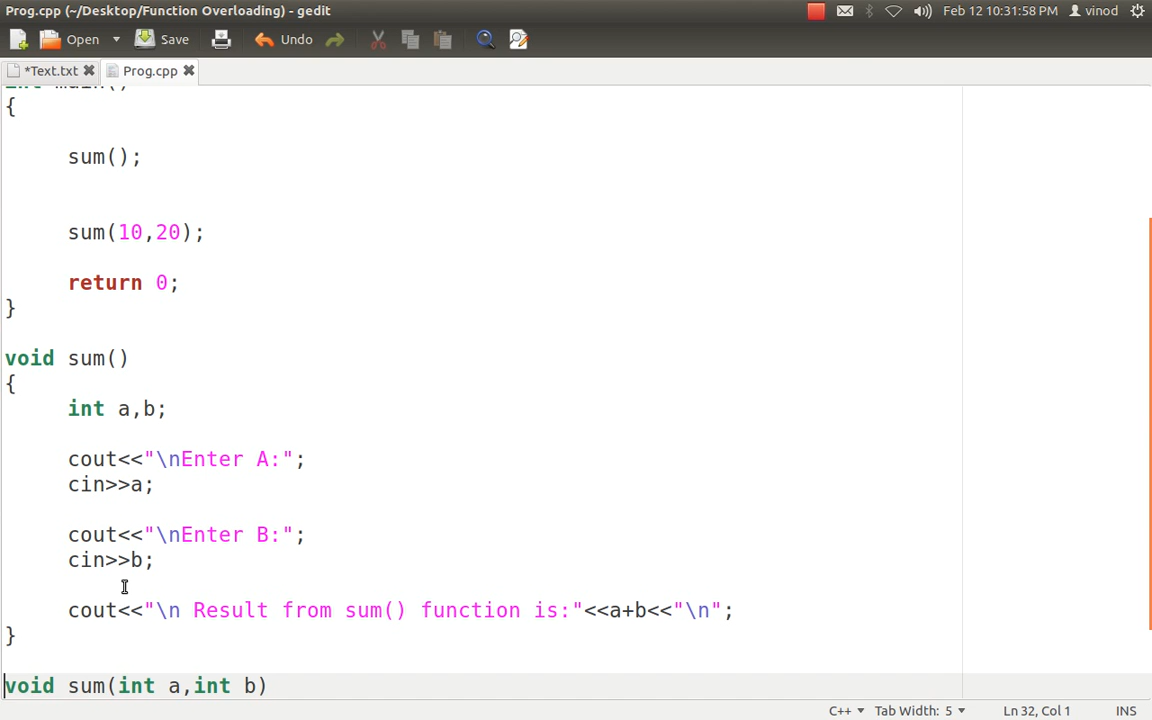 Prog.cpp (~/Desktop/Function Overloading) - gedit
Feb 12 10:31:58 PM vinod
Open Save Undo
*Text.txt Prog.cpp
int main()
{
sum();
sum(10,20);
return 0;
}
void sum()
{
int a,b;
cout<<"\nEnter A:";
cin>>a;
cout<<"\nEnter B:";
cin>>b;
cout<<"\n Result from sum() function is:"<<a+b<<"\n";
}
void sum(int a,int b)
C++ Tab Width: 5 Ln 32, Col 1 INS